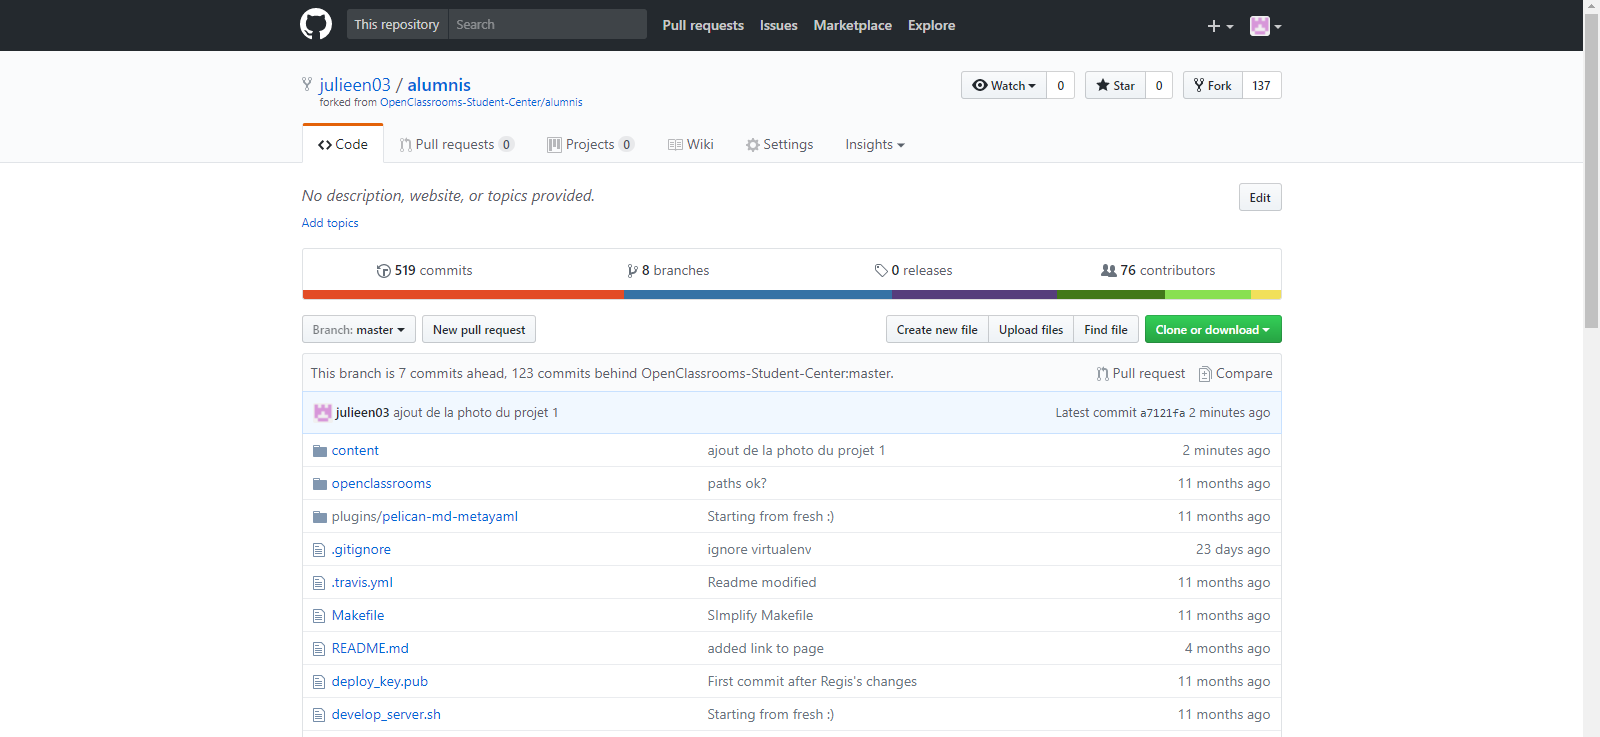 This repository Search Pull requests Issues Marketplace Explore
julieen03 / alumnis Watch 0 Star 0 Fork 137
forked from OpenClassrooms-Student-Center/alumnis
Code Pull requests 0 Projects 0 Wiki Settings Insights
No description, website, or topics provided. Edit
Add topics
519 commits 8 branches 0 releases 76 contributors
Branch: master New pull request Create new file Upload files Find file Clone or download
This branch is 7 commits ahead, 123 commits behind OpenClassrooms-Student-Center:master. Pull request Compare
julieen03 ajout de la photo du projet 1 Latest commit a7121fa 2 minutes ago
content ajout de la photo du projet 1 2 minutes ago
openclassrooms paths ok? 11 months ago
plugins/pelican-md-metayaml Starting from fresh :) 11 months ago
.gitignore ignore virtualenv 23 days ago
.travis.yml Readme modified 11 months ago
Makefile SImplify Makefile 11 months ago
README.md added link to page 4 months ago
deploy_key.pub First commit after Regis's changes 11 months ago
develop_server.sh Starting from fresh :) 11 months ago